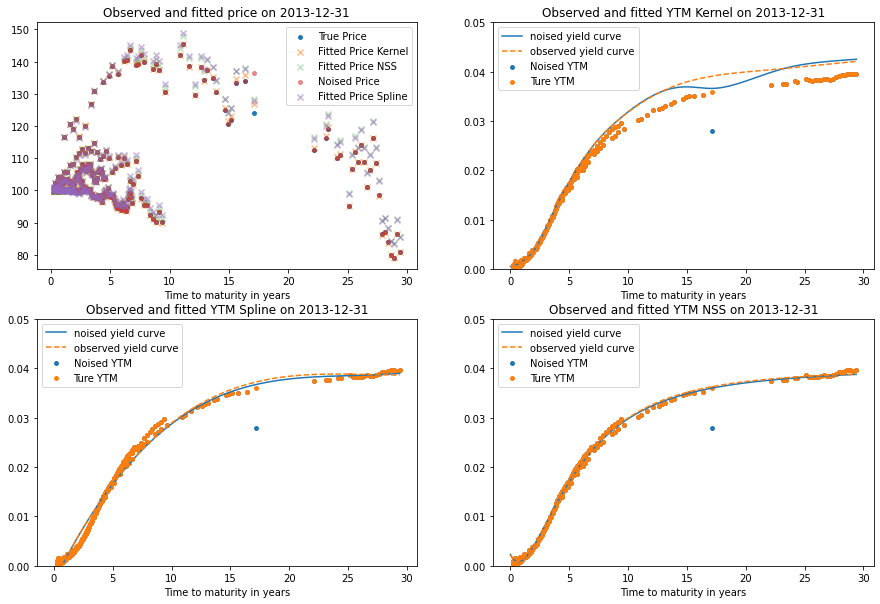 Observed and fitted price on 2013-12-31
150
140
130
120
110
100
90
80
0 5 10 15 20 25 30
Time to maturity in years
True Price
Fitted Price Kernel
Fitted Price NSS
Noised Price
Fitted Price Spline
Observed and fitted YTM Kernel on 2013-12-31
0.05
0.04
0.03
0.02
0.01
0.00
0 5 10 15 20 25 30
Time to maturity in years
noised yield curve
observed yield curve
Noised YTM
Ture YTM
Observed and fitted YTM Spline on 2013-12-31
0.05
0.04
0.03
0.02
0.01
0.00
0 5 10 15 20 25 30
Time to maturity in years
noised yield curve
observed yield curve
Noised YTM
Ture YTM
Observed and fitted YTM NSS on 2013-12-31
0.05
0.04
0.03
0.02
0.01
0.00
0 5 10 15 20 25 30
Time to maturity in years
noised yield curve
observed yield curve
Noised YTM
Ture YTM